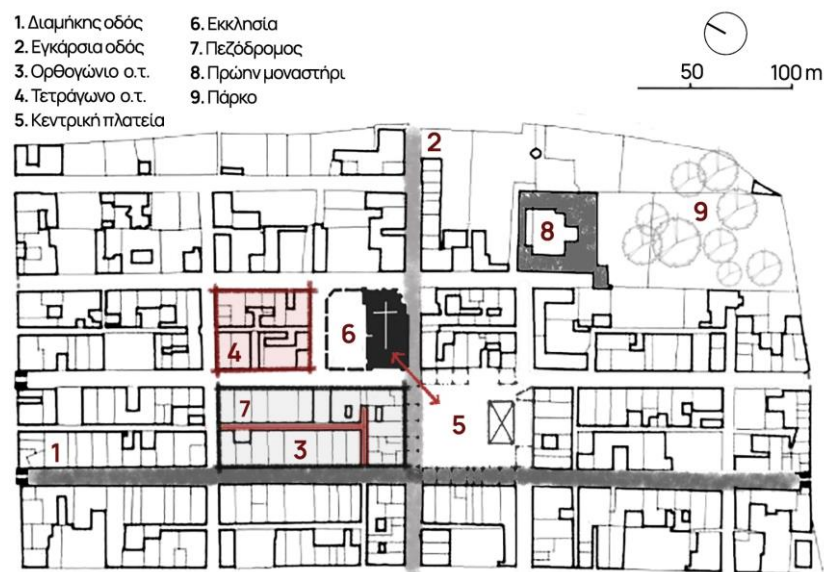 1. Διαμήκης οδός
2. Εγκάρσια οδός
3. Ορθογώνιο ο.τ.
4. Τετράγωνο ο.τ.
5. Κεντρική πλατεία
6. Εκκλησία
7. Πεζόδρομος
8. Πρώην μοναστήρι
9. Πάρκο
50 100 m
2
9
8
6
4
7
5
1
3